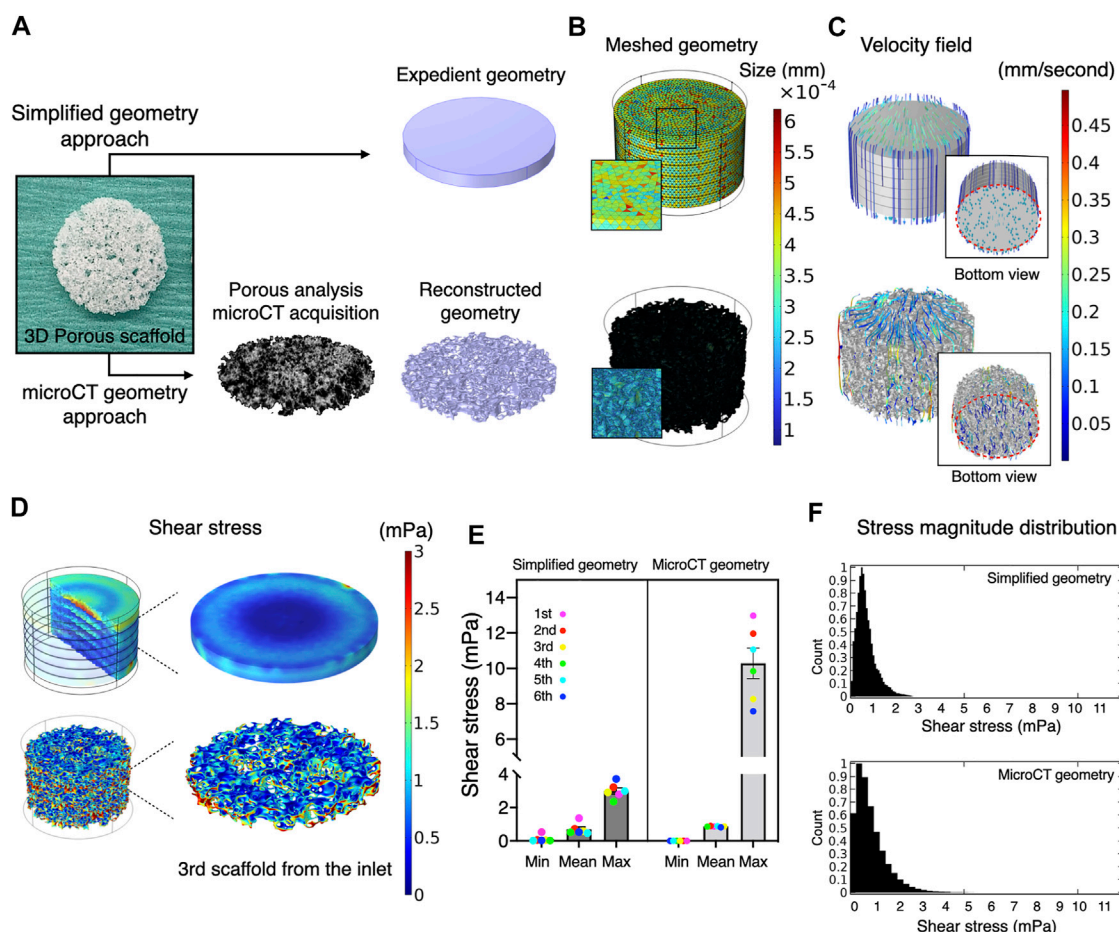 A
Simplified geometry
approach
3D Porous scaffold
microCT geometry
approach
Expedient geometry
Porous analysis
microCT acquisition
Reconstructed
geometry
B
Meshed geometry
Size (mm)
×10⁻⁴
6
5.5
5
4.5
4
3.5
3
2.5
2
1.5
1
C
Velocity field
(mm/second)
0.45
0.4
0.35
0.3
0.25
0.2
0.15
0.1
0.05
Bottom view
Bottom view
D
Shear stress
(mPa)
3
2.5
2
1.5
1
0.5
0
3rd scaffold from the inlet
E
Simplified geometry MicroCT geometry
Shear stress (mPa)
14
12
10
8
6
4
4
2
0
1st
2nd
3rd
4th
5th
6th
Min Mean Max Min Mean Max
F
Stress magnitude distribution
Simplified geometry
Count
1
0.9
0.8
0.7
0.6
0.5
0.4
0.3
0.2
0.1
0
0 1 2 3 4 5 6 7 8 9 10 11
Shear stress (mPa)
MicroCT geometry
Count
1
0.9
0.8
0.7
0.6
0.5
0.4
0.3
0.2
0.1
0
0 1 2 3 4 5 6 7 8 9 10 11
Shear stress (mPa)